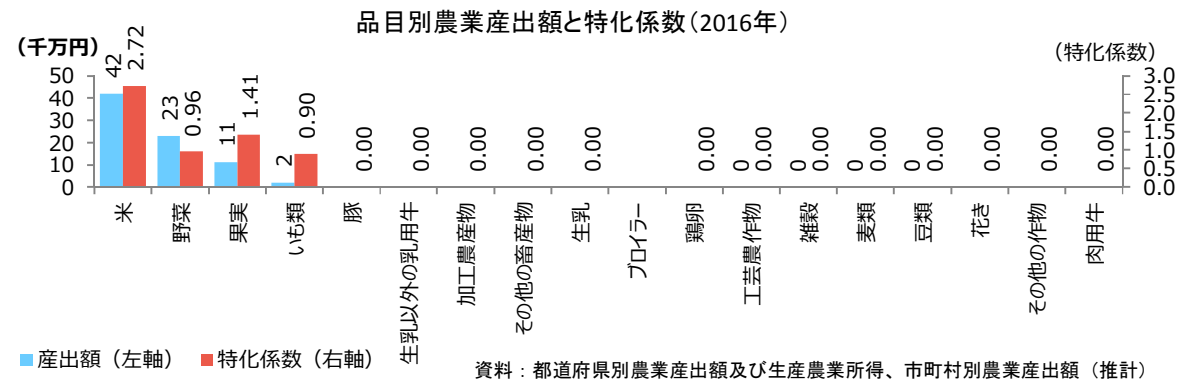 品目別農業産出額と特化係数（2016年）
（千万円）
（特化係数）
50
40
30
20
10
0
3.0
2.5
2.0
1.5
1.0
0.5
0.0
42 2.72
23 0.96
11 1.41
2 0.90
0.00
0.00
0.00
0.00
0.00
0.00
0 0.00
0 0.00
0 0.00
0 0.00
0.00
0.00
0.00
米
野菜
果実
いも類
豚
生乳以外の乳用牛
加工農産物
その他の畜産物
生乳
ブロイラー
鶏卵
工芸農作物
雑穀
麦類
豆類
花き
その他の作物
肉用牛
産出額（左軸） 特化係数（右軸）
資料：都道府県別農業産出額及び生産農業所得、市町村別農業産出額（推計）